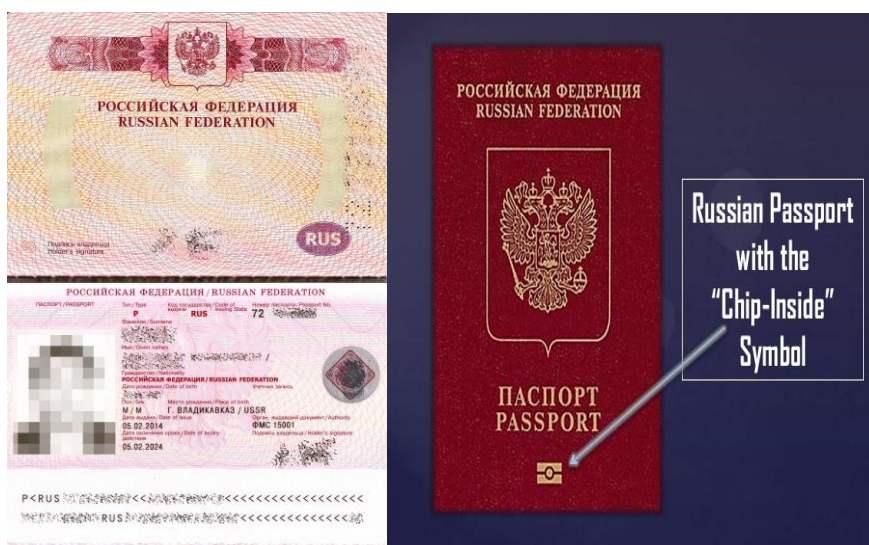 РОССИЙСКАЯ ФЕДЕРАЦИЯ
RUSSIAN FEDERATION
Подпись владельца
Holder's signature
RUS
РОССИЙСКАЯ ФЕДЕРАЦИЯ / RUSSIAN FEDERATION
ПАСПОРТ / PASSPORT
Тип / Type
Код государства / Code of
выдачи issuing State
Номер паспорта / Passport No.
P
RUS
72
Фамилия / Surname
Имя / Given names
/
Гражданство / Nationality
РОССИЙСКАЯ ФЕДЕРАЦИЯ / RUSSIAN FEDERATION
Дата рождения / Date of birth
Учетная запись
Пол / Sex
Место рождения / Place of birth
М / M
Г. ВЛАДИКАВКАЗ / USSR
Дата выдачи / Date of issue
Орган, выдавший документ / Authority
05.02.2014
ФМС 15001
Дата окончания срока / Date of expiry
действия
Подпись владельца / Holder's signature
05.02.2024
P<RUS
RUS
РОССИЙСКАЯ ФЕДЕРАЦИЯ
RUSSIAN FEDERATION
ПАСПОРТ
PASSPORT
Russian Passport
with the
"Chip-Inside"
Symbol